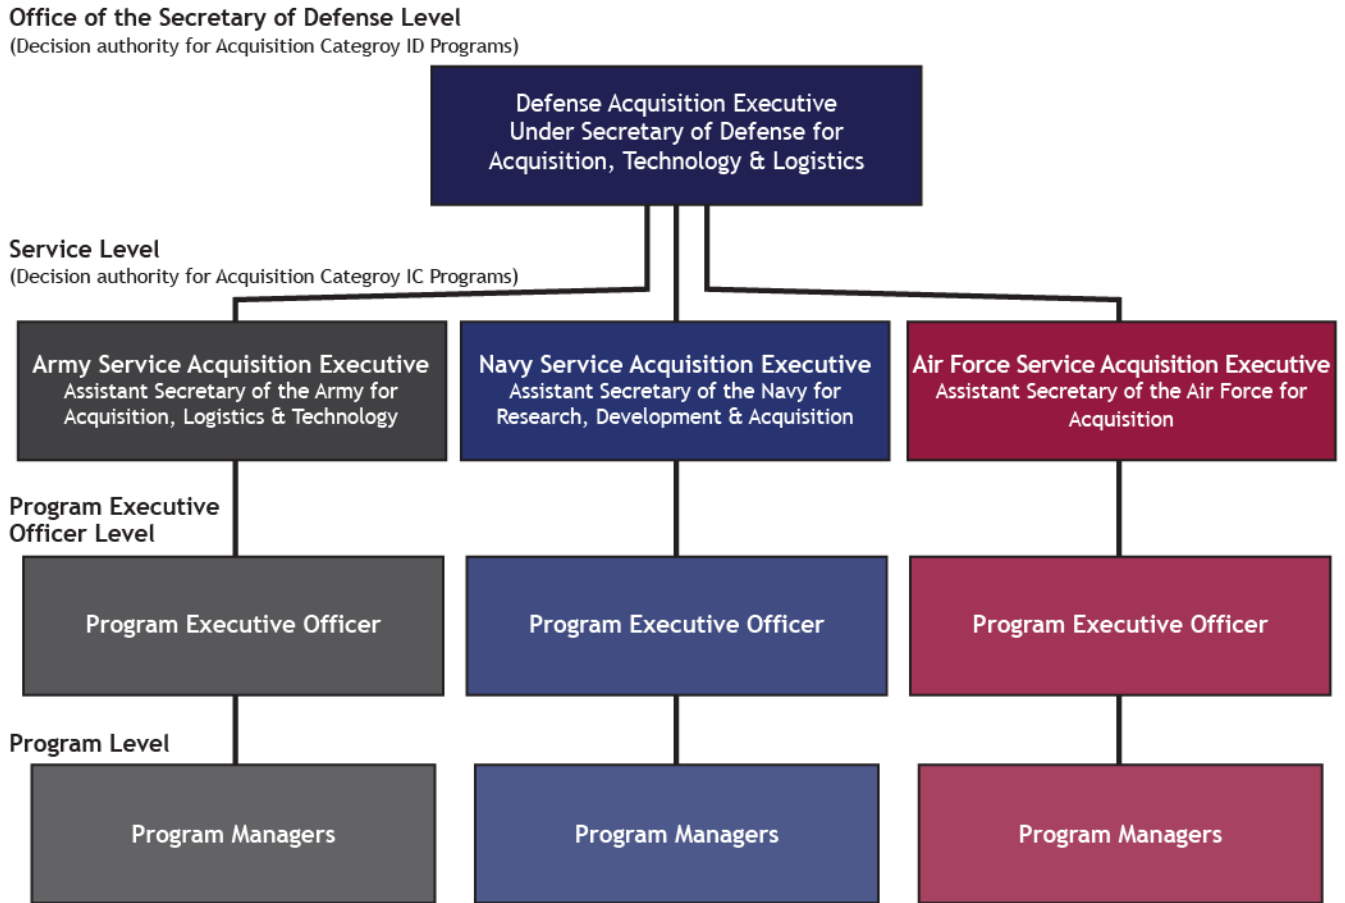 Office of the Secretary of Defense Level
(Decision authority for Acquisition Categroy ID Programs)
Defense Acquisition Executive
Under Secretary of Defense for
Acquisition, Technology & Logistics
Service Level
(Decision authority for Acquisition Categroy IC Programs)
Army Service Acquisition Executive
Assistant Secretary of the Army for
Acquisition, Logistics & Technology
Navy Service Acquisition Executive
Assistant Secretary of the Navy for
Research, Development & Acquisition
Air Force Service Acquisition Executive
Assistant Secretary of the Air Force for
Acquisition
Program Executive
Officer Level
Program Executive Officer
Program Executive Officer
Program Executive Officer
Program Level
Program Managers
Program Managers
Program Managers